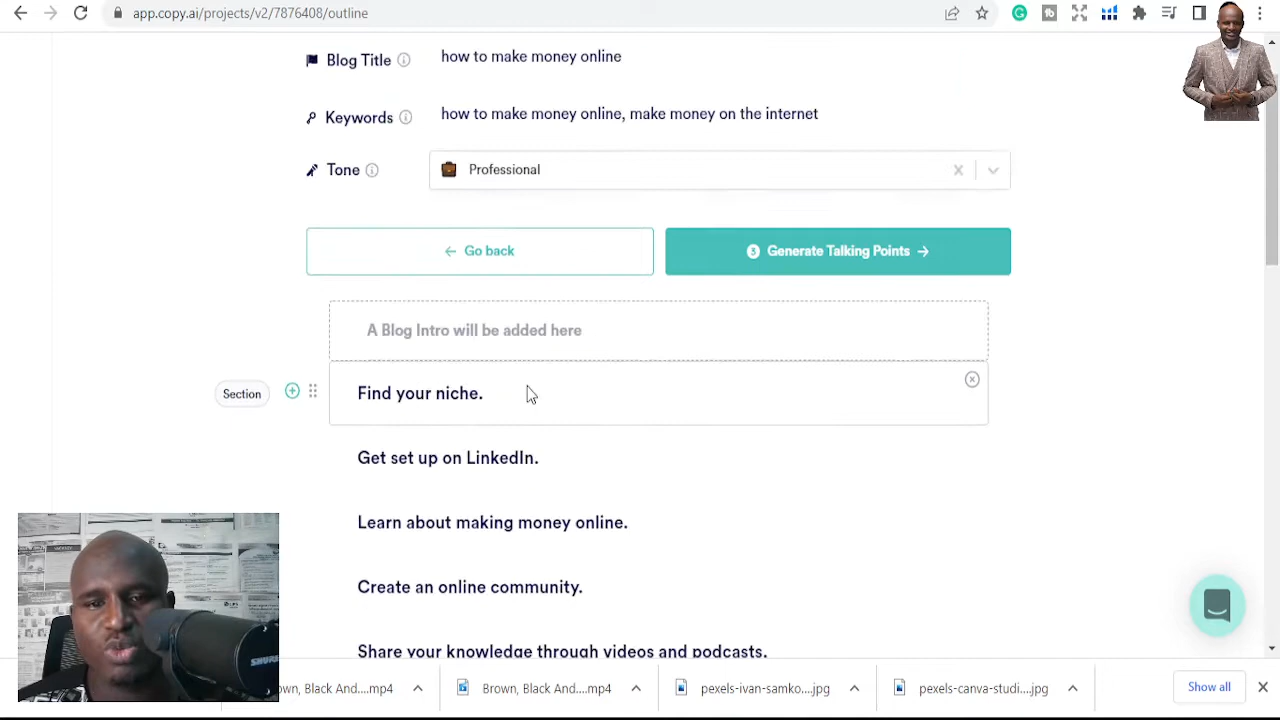 app.copy.ai/projects/v2/7876408/outline
Blog Title
how to make money online
Keywords
how to make money online, make money on the internet
Tone
Professional
Go back
3 Generate Talking Points
A Blog Intro will be added here
Section
Find your niche.
Get set up on LinkedIn.
Learn about making money online.
Create an online community.
Share your knowledge through videos and podcasts.
SHURE
wn, Black And....mp4
Brown, Black And....mp4
pexels-ivan-samko....jpg
pexels-canva-studi....jpg
Show all